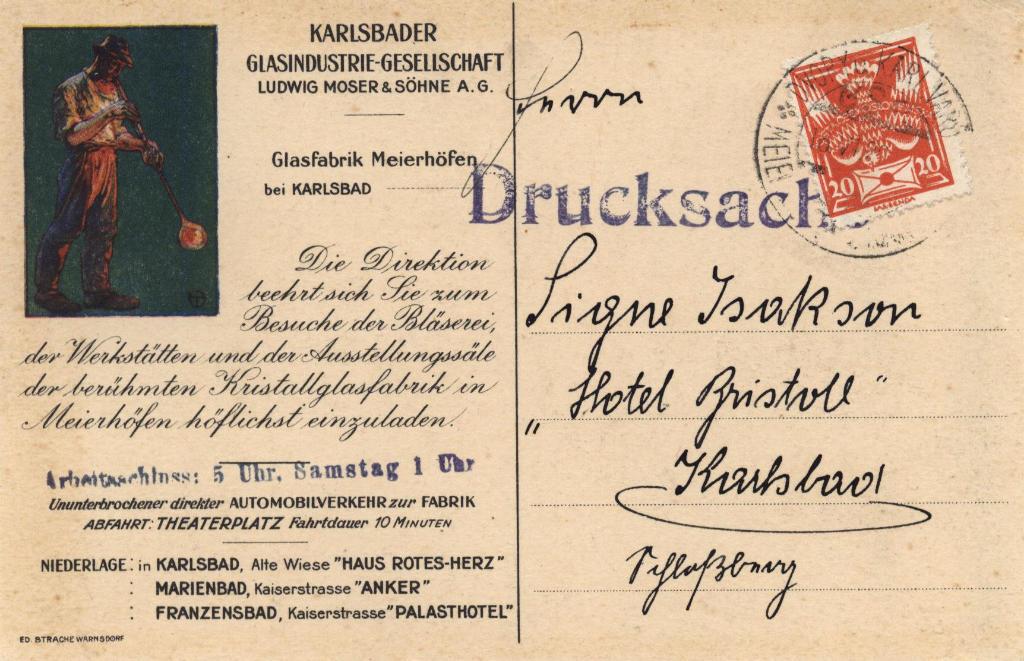 KARLSBADER
GLASINDUSTRIE-GESELLSCHAFT
LUDWIG MOSER & SÖHNE A.G.
Glasfabrik Meierhöfen
bei KARLSBAD
Die Direktion
beehrt sich Sie zum
Besuche der Bläserei,
der Werkstätten und der Ausstellungssäle
der berühmten Kristallglasfabrik in
Meierhöfen höflichst einzuladen.
Arbeitsschluss: 5 Uhr, Samstag 1 Uhr
Ununterbrochener direkter AUTOMOBILVERKEHR zur FABRIK
ABFAHRT: THEATERPLATZ Fahrtdauer 10 MINUTEN
NIEDERLAGE: in KARLSBAD, Alte Wiese "HAUS ROTES-HERZ"
: MARIENBAD, Kaiserstrasse "ANKER"
: FRANZENSBAD, Kaiserstrasse "PALASTHOTEL"
ED. STRACHE WARNSDORF
Herrn
Drucksache
20 20
Signe Isakson
"Hotel Bristoll"
Karlsbad
Schloßberg